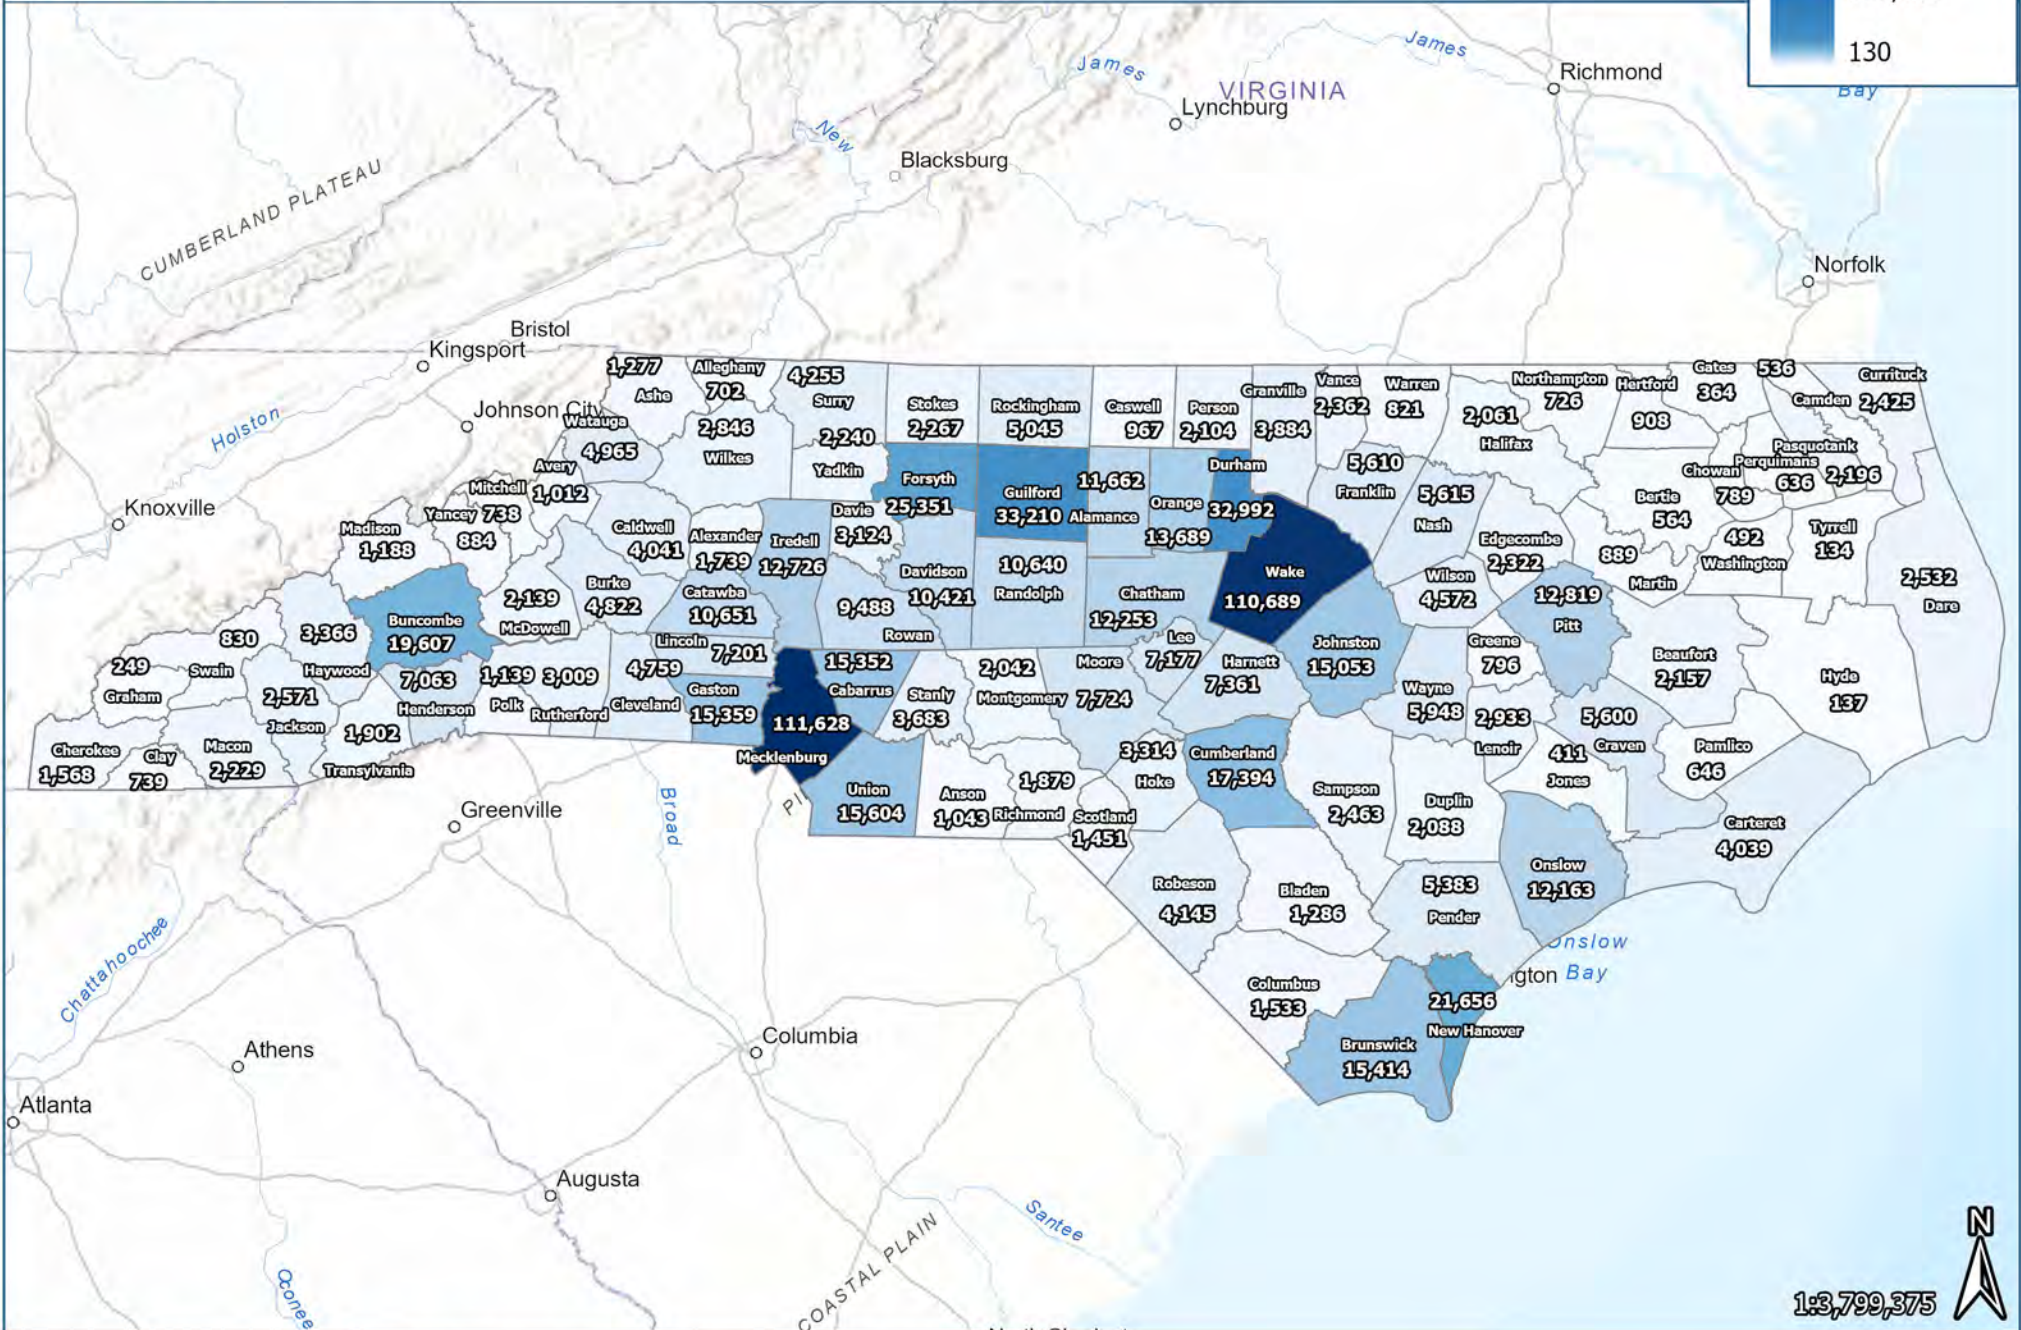 130
James
James
Richmond
VIRGINIA
Lynchburg
Bay
New
Blacksburg
CUMBERLAND PLATEAU
Norfolk
Bristol
Kingsport
Holston
Johnson City
Knoxville
1,277
Ashe
Alleghany
702
4,255
Surry
Stokes
2,267
Rockingham
5,045
Caswell
967
Person
2,104
Granville
3,884
Vance
2,362
Warren
821
2,061
Halifax
Northampton
726
Hertford
908
Gates
364
536
Camden
Currituck
2,425
Watauga
4,965
2,846
Wilkes
2,240
Yadkin
Forsyth
25,351
Guilford
33,210
11,662
Alamance
Orange
13,689
Durham
32,992
5,610
Franklin
5,615
Nash
Bertie
564
Chowan
789
Perquimans
636
Pasquotank
2,196
Avery
1,012
Mitchell
738
Yancey
884
Madison
1,188
Caldwell
4,041
Alexander
1,739
Iredell
12,726
Davie
3,124
Davidson
10,421
10,640
Randolph
Chatham
12,253
Wake
110,689
Edgecombe
2,322
Wilson
4,572
889
Martin
492
Washington
Tyrrell
134
2,532
Dare
Buncombe
19,607
2,139
McDowell
Burke
4,822
Catawba
10,651
9,488
Rowan
Lee
7,177
Johnston
15,053
12,819
Pitt
Greene
796
Beaufort
2,157
Hyde
137
830
Swain
3,366
Haywood
249
Graham
2,571
Jackson
7,063
Henderson
1,139
Polk
3,009
Rutherford
4,759
Cleveland
Lincoln
7,201
Gaston
15,359
15,352
Cabarrus
111,628
Mecklenburg
Stanly
3,683
2,042
Montgomery
Moore
7,724
Harnett
7,361
Wayne
5,948
2,933
Lenoir
5,600
Craven
411
Jones
Pamlico
646
Cherokee
1,568
Clay
739
Macon
2,229
1,902
Transylvania
Union
15,604
Anson
1,043
1,879
Richmond
Scotland
1,451
3,314
Hoke
Cumberland
17,394
Sampson
2,463
Duplin
2,088
Carteret
4,039
Onslow
12,163
Robeson
4,145
Bladen
1,286
5,383
Pender
Columbus
1,533
Brunswick
15,414
21,656
New Hanover
Onslow
Bay
ngton
Greenville
Broad
PI
Chattahoochee
Athens
Atlanta
Columbia
Augusta
Oconee
Santee
COASTAL PLAIN
N
1:3,799,375